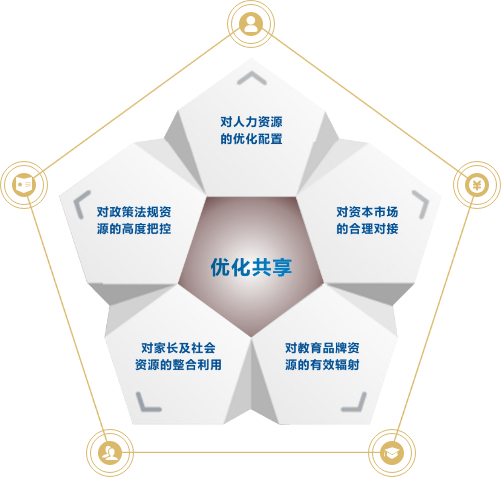 对人力资源
的优化配置
对政策法规资
源的高度把控
对资本市场
的合理对接
优化共享
对家长及社会
资源的整合利用
对教育品牌资
源的有效辐射
¥